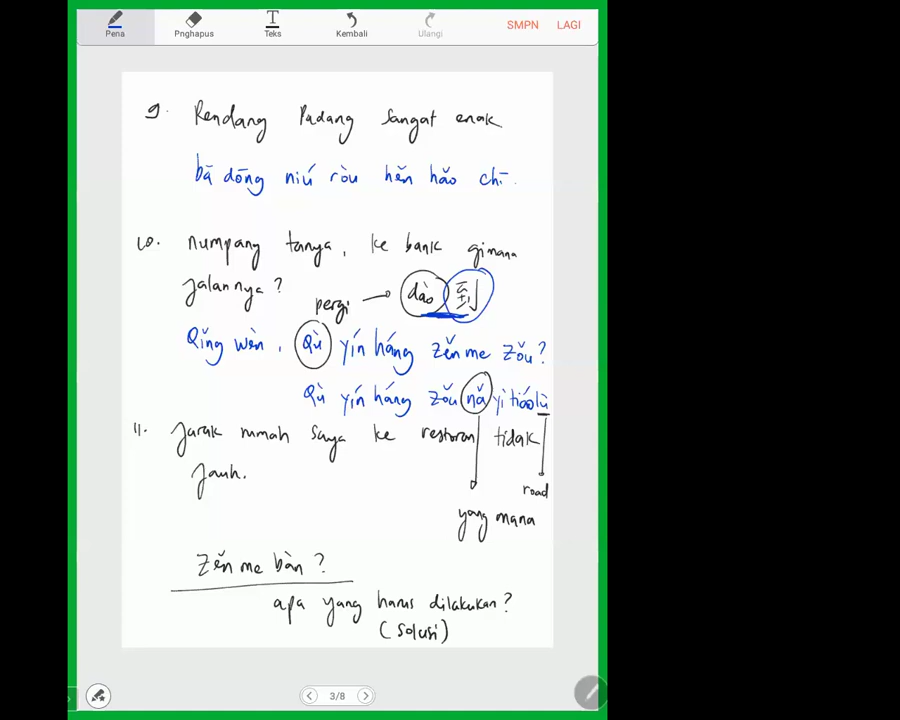 Pena Pnghapus Teks Kembali Ulangi SMPN LAGI
9. Rendang Padang sangat enak
bā dōng niú ròu hěn hǎo chī.
10. numpang tanya, ke bank gimana
jalannya?
pergi → dào 到
Qǐng wèn, Qù yín háng zěn me zǒu?
Qù yín háng zǒu nǎ yì tiáo lù
11. Jarak rumah saya ke restoran tidak
jauh.
road
yang mana
zěn me bàn?
apa yang harus dilakukan?
(solusi)
3/8